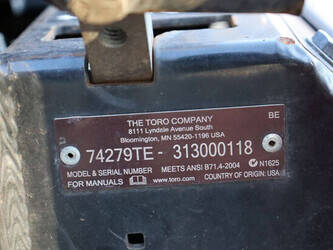 THE TORO COMPANY BE
8111 Lyndale Avenue South
Bloomington, MN 55420-1196 USA
74279TE - 313000118
MODEL & SERIAL NUMBER MEETS ANSI B71.4-2004 N1625
FOR MANUALS www.toro.com COUNTRY OF ORIGIN: USA